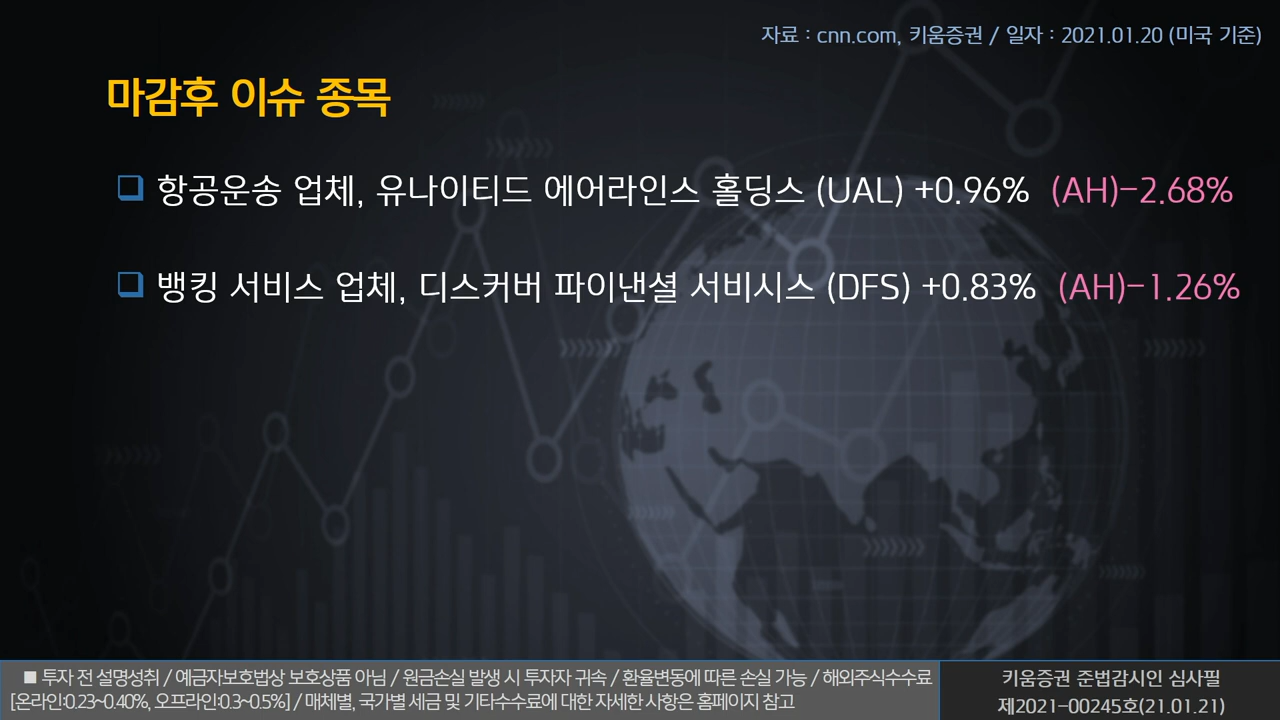 자료 : cnn.com, 키움증권 / 일자 : 2021.01.20 (미국 기준)
마감후 이슈 종목
❑ 항공운송 업체, 유나이티드 에어라인스 홀딩스 (UAL) +0.96% (AH)-2.68%
❑ 뱅킹 서비스 업체, 디스커버 파이낸셜 서비시스 (DFS) +0.83% (AH)-1.26%
■ 투자 전 설명성취 / 예금자보호법상 보호상품 아님 / 원금손실 발생 시 투자자 귀속 / 환율변동에 따른 손실 가능 / 해외주식수수료
[온라인:0.23~0.40%, 오프라인:0.3~0.5%] / 매체별, 국가별 세금 및 기타수수료에 대한 자세한 사항은 홈페이지 참고
키움증권 준법감시인 심사필
제2021-00245호(21.01.21)